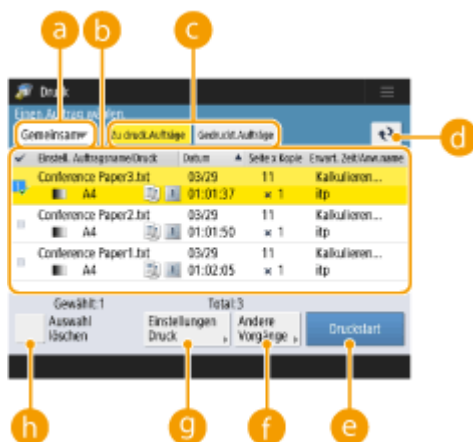 a b c
Druck
Einen Auftrag wählen.
Gemeinsam Zu druck.Aufträge Gedruckt.Aufträge
d
Einstell. Auftragsname/Druck Datum Seite x Kopie Erwart. Zeit/Anw.name
1 Conference Paper3.txt 03/29 11 Kalkulieren...
A4 01:01:37 × 1 itp
Conference Paper2.txt 03/29 11 Kalkulieren...
A4 01:01:50 × 1 itp
Conference Paper1.txt 03/29 11 Kalkulieren...
A4 01:02:05 × 1 itp
Gewählt:1 Total:3
Auswahl löschen
Einstellungen Druck
Andere Vorgänge
Druckstart
h g f e